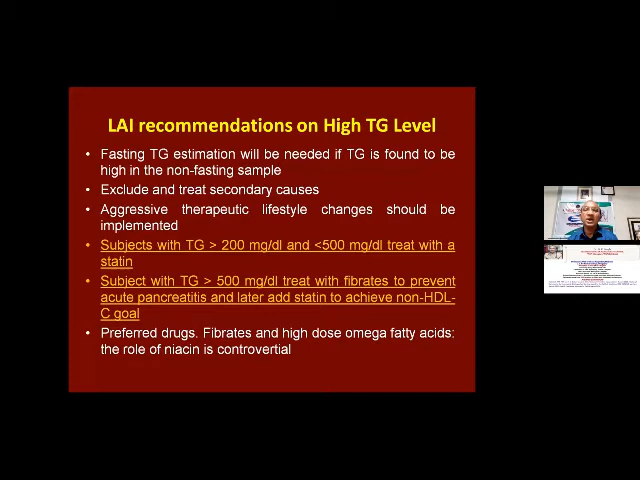 LAI recommendations on High TG Level
• Fasting TG estimation will be needed if TG is found to be
high in the non-fasting sample
• Exclude and treat secondary causes
• Aggressive therapeutic lifestyle changes should be
implemented
• Subjects with TG > 200 mg/dl and <500 mg/dl treat with a
statin
• Subject with TG > 500 mg/dl treat with fibrates to prevent
acute pancreatitis and later add statin to achieve non-HDL-
C goal
• Preferred drugs. Fibrates and high dose omega fatty acids:
the role of niacin is controvertial